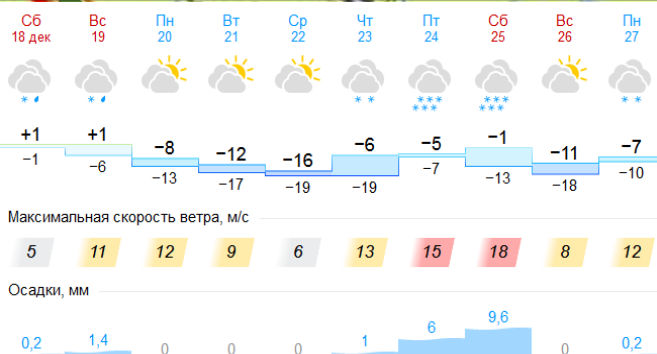 Сб Вс Пн Вт Ср Чт Пт Сб Вс Пн
18 дек 19 20 21 22 23 24 25 26 27
+1 +1 −8 −12 −16 −6 −5 −1 −11 −7
−1 −6 −13 −17 −19 −19 −7 −13 −18 −10
Максимальная скорость ветра, м/с
5 11 12 9 6 13 15 18 8 12
Осадки, мм
0,2 1,4 0 0 0 1 6 9,6 0 0,2